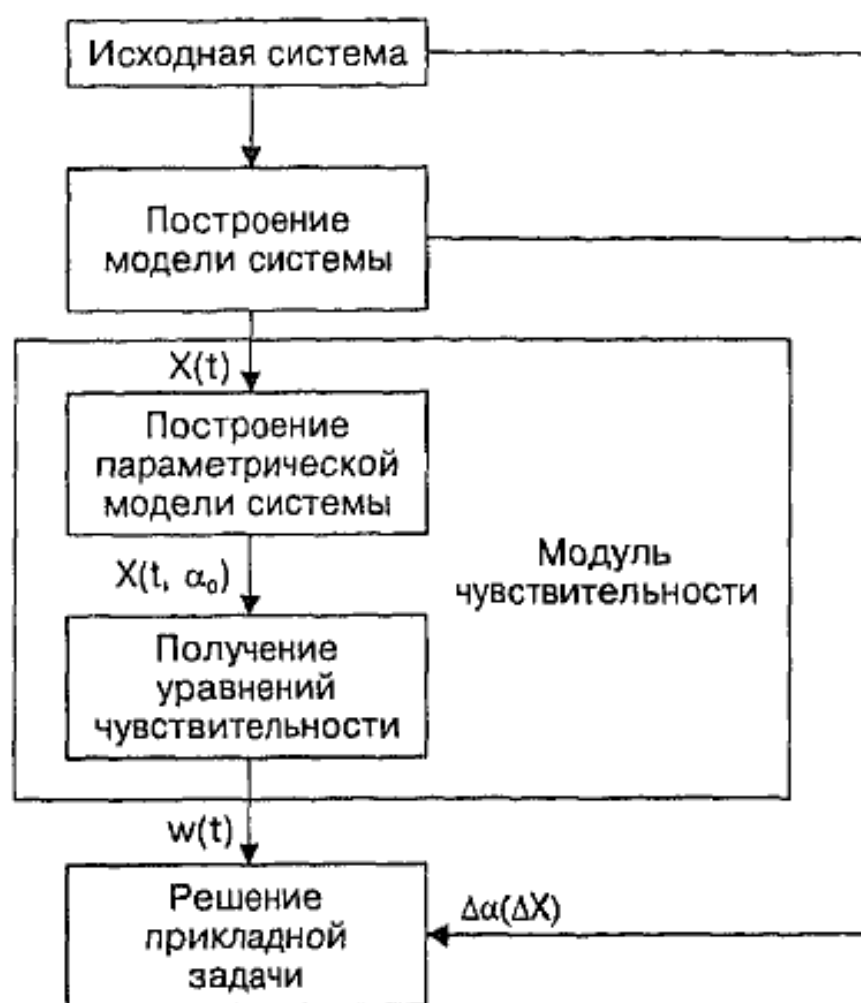 Исходная система
Построение
модели системы
X(t)
Построение
параметрической
модели системы
X(t, α₀)
Модуль
чувствительности
Получение
уравнений
чувствительности
w(t)
Решение
прикладной
задачи
Δα(ΔX)